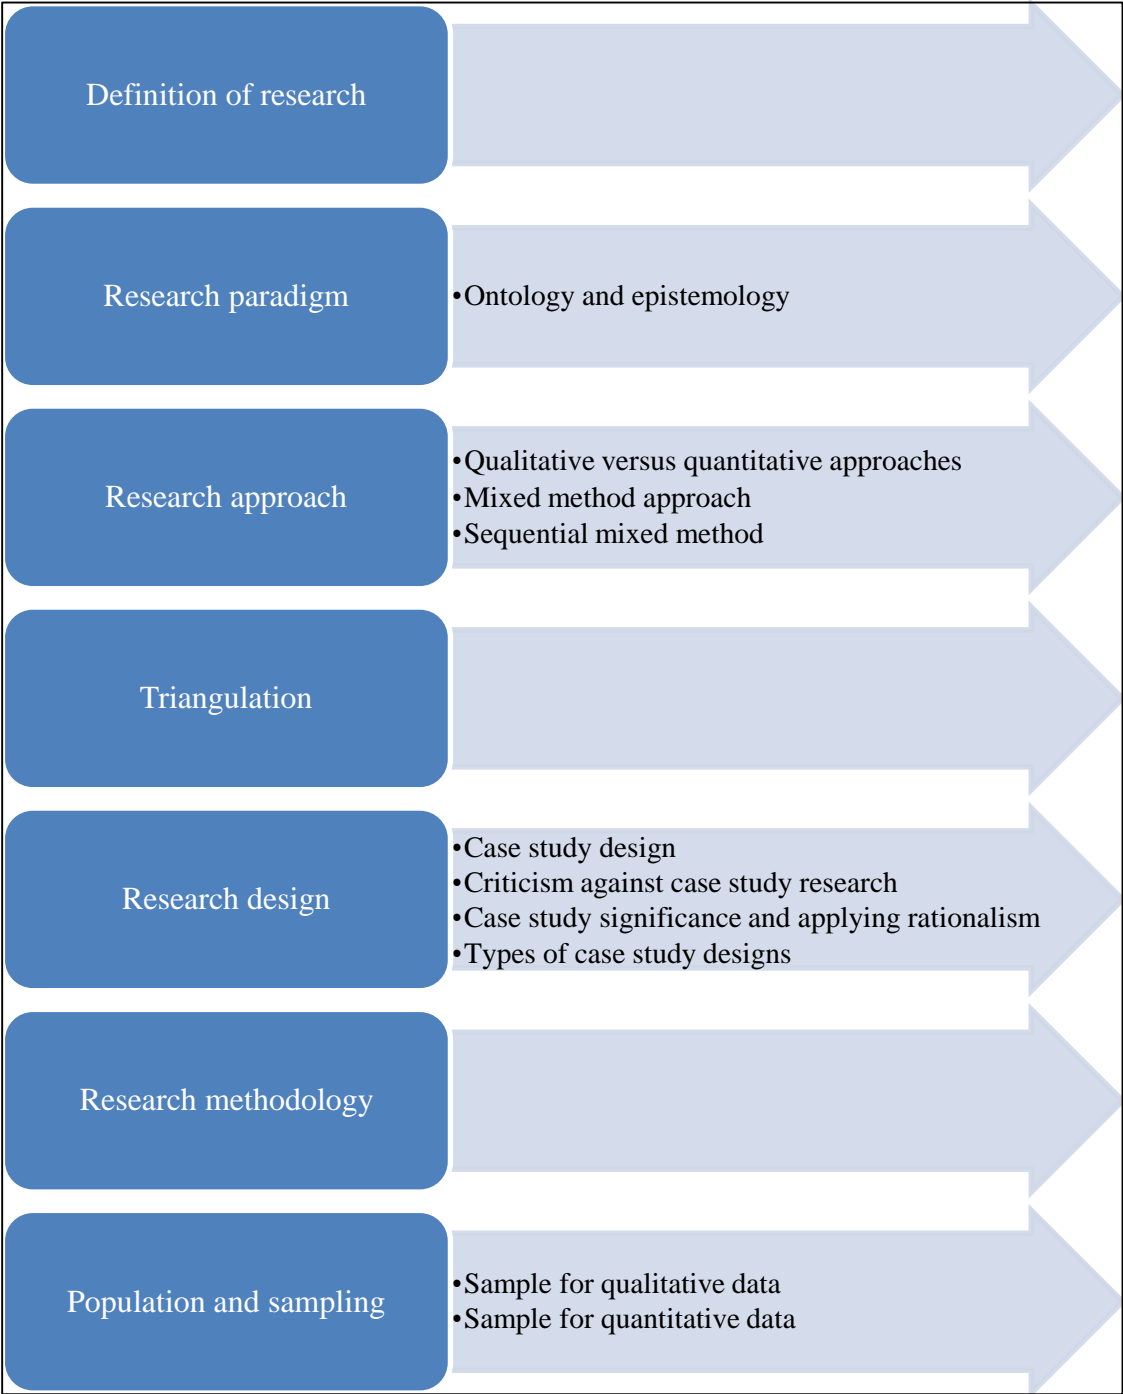 Definition of research
Research paradigm
•Ontology and epistemology
Research approach
•Qualitative versus quantitative approaches
•Mixed method approach
•Sequential mixed method
Triangulation
Research design
•Case study design
•Criticism against case study research
•Case study significance and applying rationalism
•Types of case study designs
Research methodology
Population and sampling
•Sample for qualitative data
•Sample for quantitative data